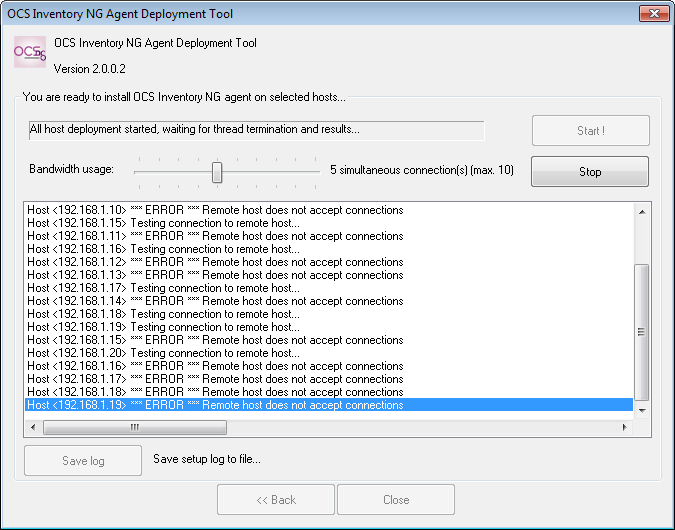 OCS Inventory NG Agent Deployment Tool
OCS NG
OCS Inventory NG Agent Deployment Tool
Version 2.0.0.2
You are ready to install OCS Inventory NG agent on selected hosts...
All host deployment started, waiting for thread termination and results...
Start !
Bandwidth usage:
5 simultaneous connection(s) (max. 10)
Stop
Host <192.168.1.10> *** ERROR *** Remote host does not accept connections
Host <192.168.1.15> Testing connection to remote host...
Host <192.168.1.11> *** ERROR *** Remote host does not accept connections
Host <192.168.1.16> Testing connection to remote host...
Host <192.168.1.12> *** ERROR *** Remote host does not accept connections
Host <192.168.1.13> *** ERROR *** Remote host does not accept connections
Host <192.168.1.17> Testing connection to remote host...
Host <192.168.1.14> *** ERROR *** Remote host does not accept connections
Host <192.168.1.18> Testing connection to remote host...
Host <192.168.1.19> Testing connection to remote host...
Host <192.168.1.15> *** ERROR *** Remote host does not accept connections
Host <192.168.1.20> Testing connection to remote host...
Host <192.168.1.16> *** ERROR *** Remote host does not accept connections
Host <192.168.1.17> *** ERROR *** Remote host does not accept connections
Host <192.168.1.18> *** ERROR *** Remote host does not accept connections
Host <192.168.1.19> *** ERROR *** Remote host does not accept connections
Save log
Save setup log to file...
<< Back
Close